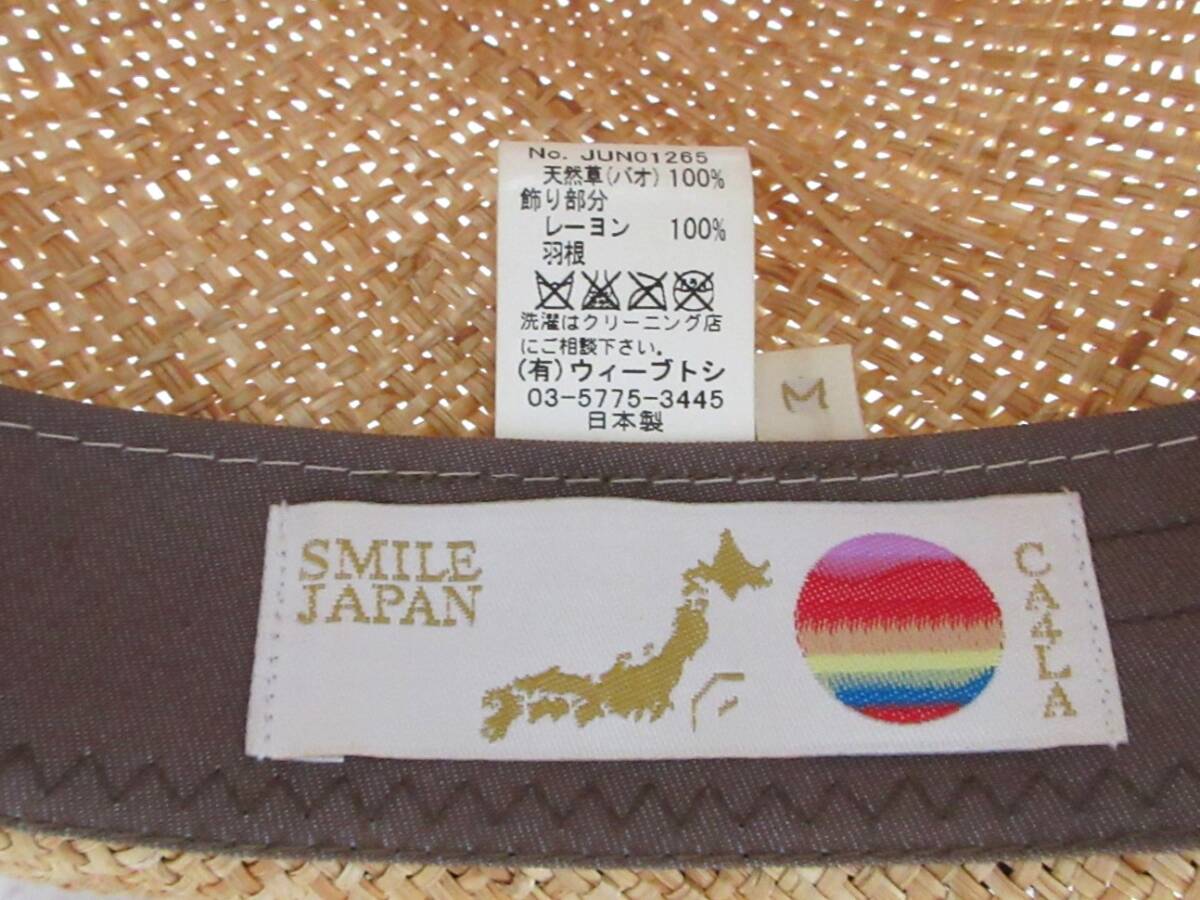 No. JUN01265
天然草(バオ) 100%
飾り部分
レーヨン 100%
羽根
洗濯はクリーニング店
にご相談下さい。
(有)ウィーブトシ
03-5775-3445
日本製
M
SMILE
JAPAN
CA4LA